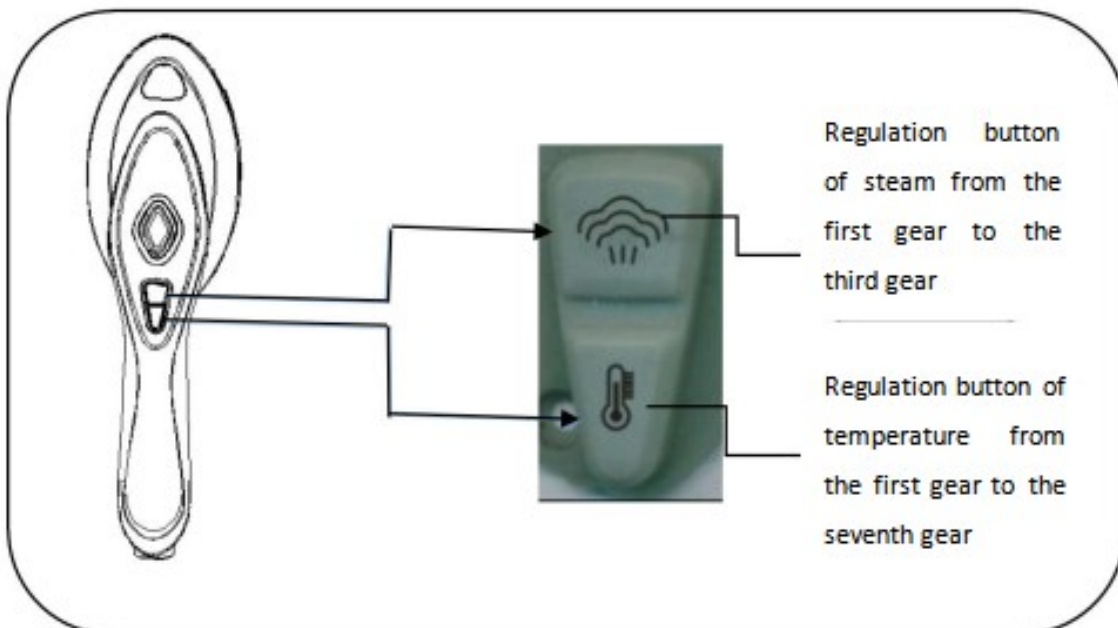 Regulation button
of steam from the
first gear to the
third gear
Regulation button of
temperature from
the first gear to the
seventh gear